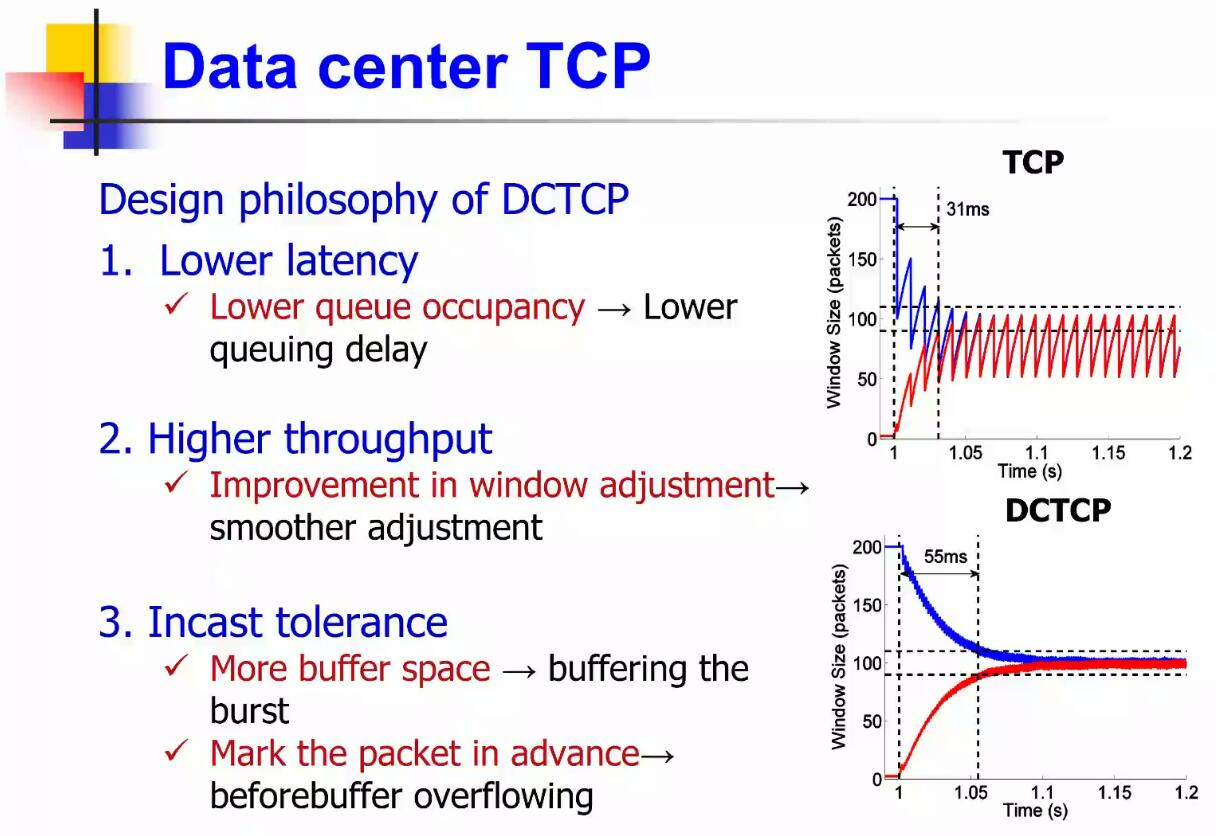 Data center TCP
Design philosophy of DCTCP
1. Lower latency
✓ Lower queue occupancy → Lower
queuing delay
2. Higher throughput
✓ Improvement in window adjustment→
smoother adjustment
3. Incast tolerance
✓ More buffer space → buffering the
burst
✓ Mark the packet in advance→
beforebuffer overflowing
TCP
Window Size (packets)
200
150
100
50
0
31ms
1 1.05 1.1 1.15 1.2
Time (s)
DCTCP
Window Size (packets)
200
150
100
50
0
55ms
1 1.05 1.1 1.15 1.2
Time (s)